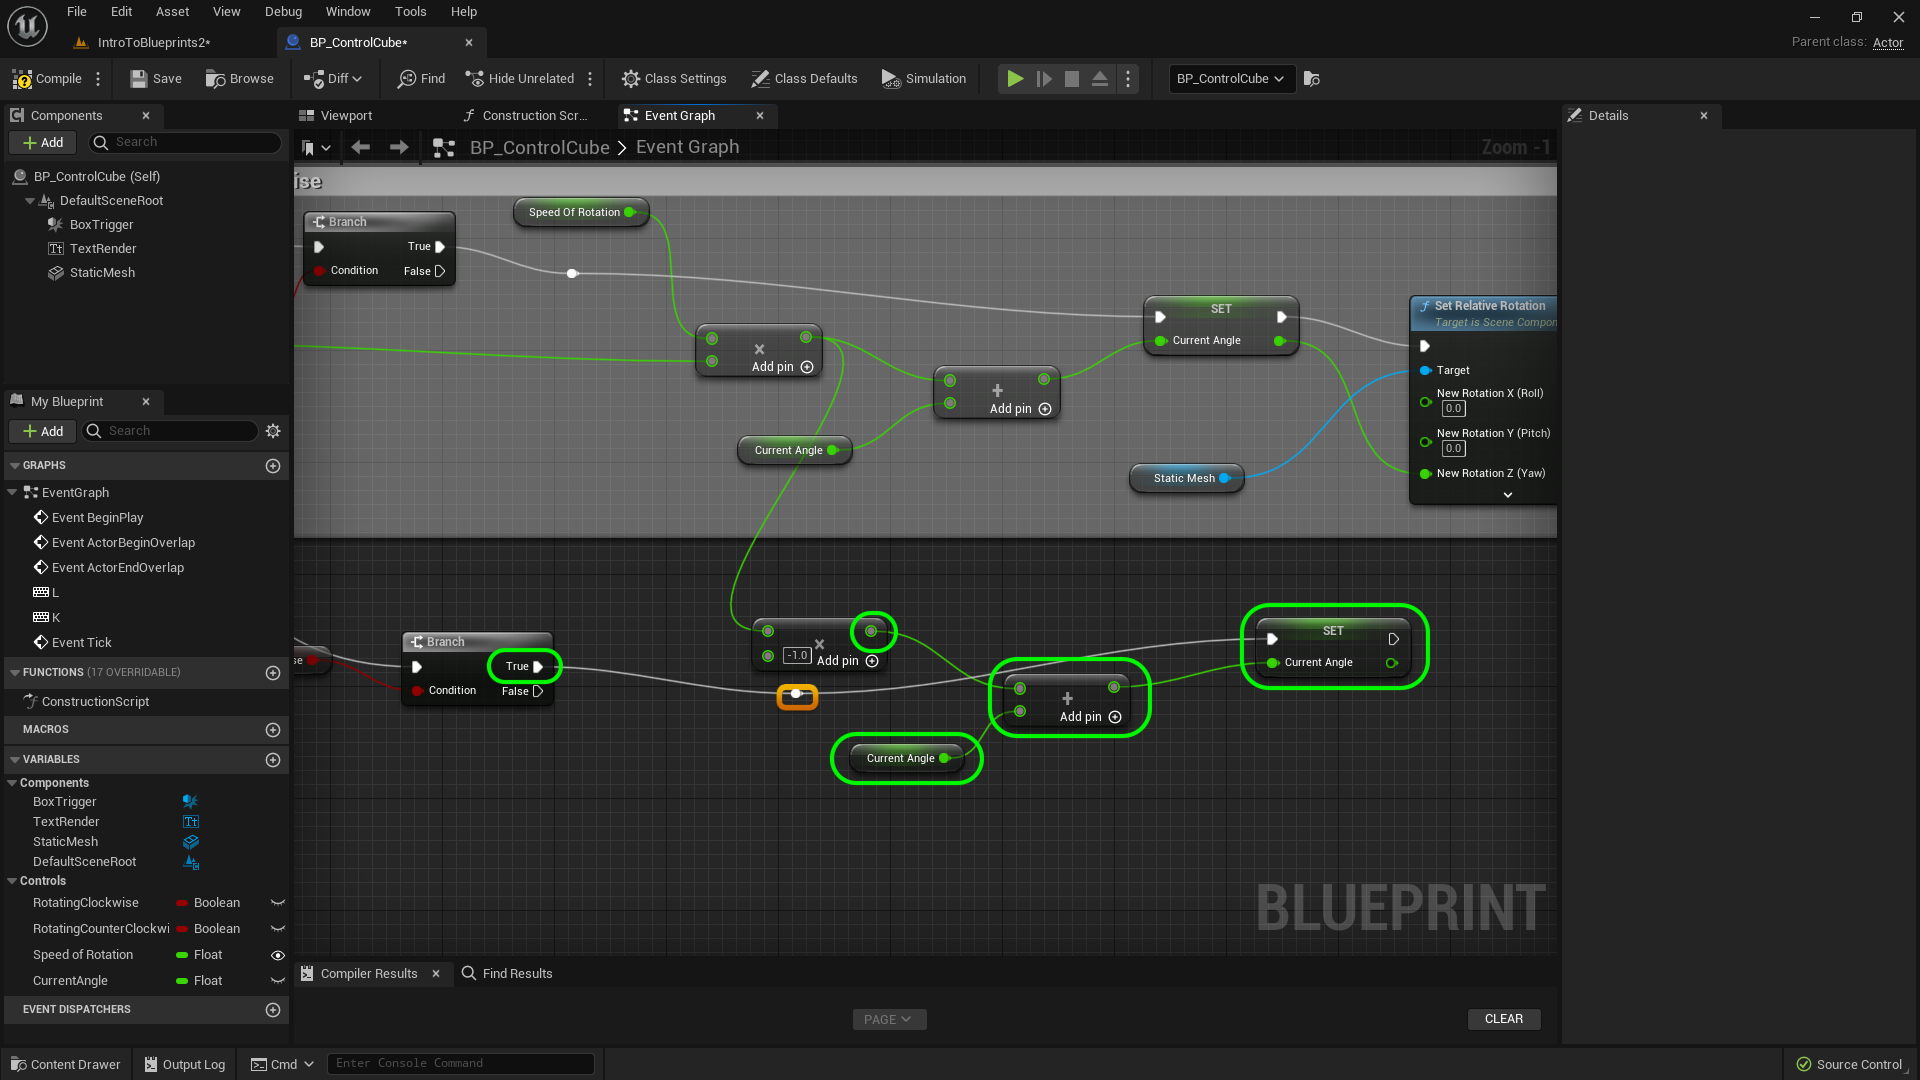 File Edit Asset View Debug Window Tools Help
IntroToBlueprints2*
BP_ControlCube*
Parent class: Actor
Compile Save Browse Diff Find Hide Unrelated Class Settings Class Defaults Simulation BP_ControlCube
Components
Viewport Construction Scr... Event Graph
Details
Add Search
BP_ControlCube > Event Graph
Zoom -1
BP_ControlCube (Self)
DefaultSceneRoot
BoxTrigger
TextRender
StaticMesh
ise
Branch
True
Condition False
Speed Of Rotation
×
Add pin
+
Add pin
Current Angle
SET
Current Angle
Static Mesh
Set Relative Rotation
Target is Scene Compon
Target
New Rotation X (Roll)
0.0
New Rotation Y (Pitch)
0.0
New Rotation Z (Yaw)
My Blueprint
Add Search
GRAPHS
EventGraph
Event BeginPlay
Event ActorBeginOverlap
Event ActorEndOverlap
L
K
Event Tick
FUNCTIONS (17 OVERRIDABLE)
ConstructionScript
MACROS
VARIABLES
Components
BoxTrigger
TextRender
StaticMesh
DefaultSceneRoot
Controls
RotatingClockwise Boolean
RotatingCounterClockwi Boolean
Speed of Rotation Float
CurrentAngle Float
EVENT DISPATCHERS
se
Branch
True
Condition False
×
-1.0 Add pin
+
Add pin
Current Angle
SET
Current Angle
BLUEPRINT
Compiler Results Find Results
PAGE
CLEAR
Content Drawer Output Log Cmd Enter Console Command
Source Control